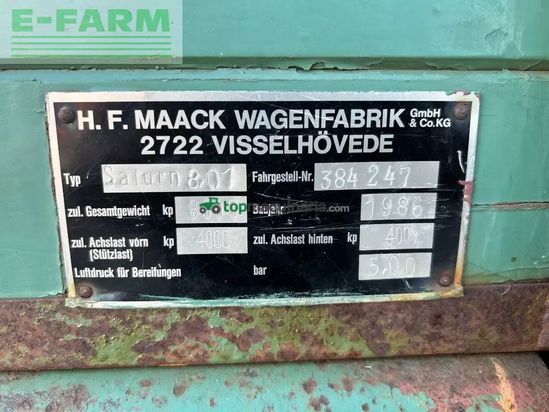 E-FARM
H. F. MAACK WAGENFABRIK GmbH & Co.KG
2722 VISSELHÖVEDE
Typ Saturn 801 Fahrgestell-Nr. 384 247
zul. Gesamtgewicht kp Baujahr 1986
zul. Achslast vorn kp 4000 zul. Achslast hinten kp
(Stützlast)
Luftdruck für Bereifungen bar 5,00